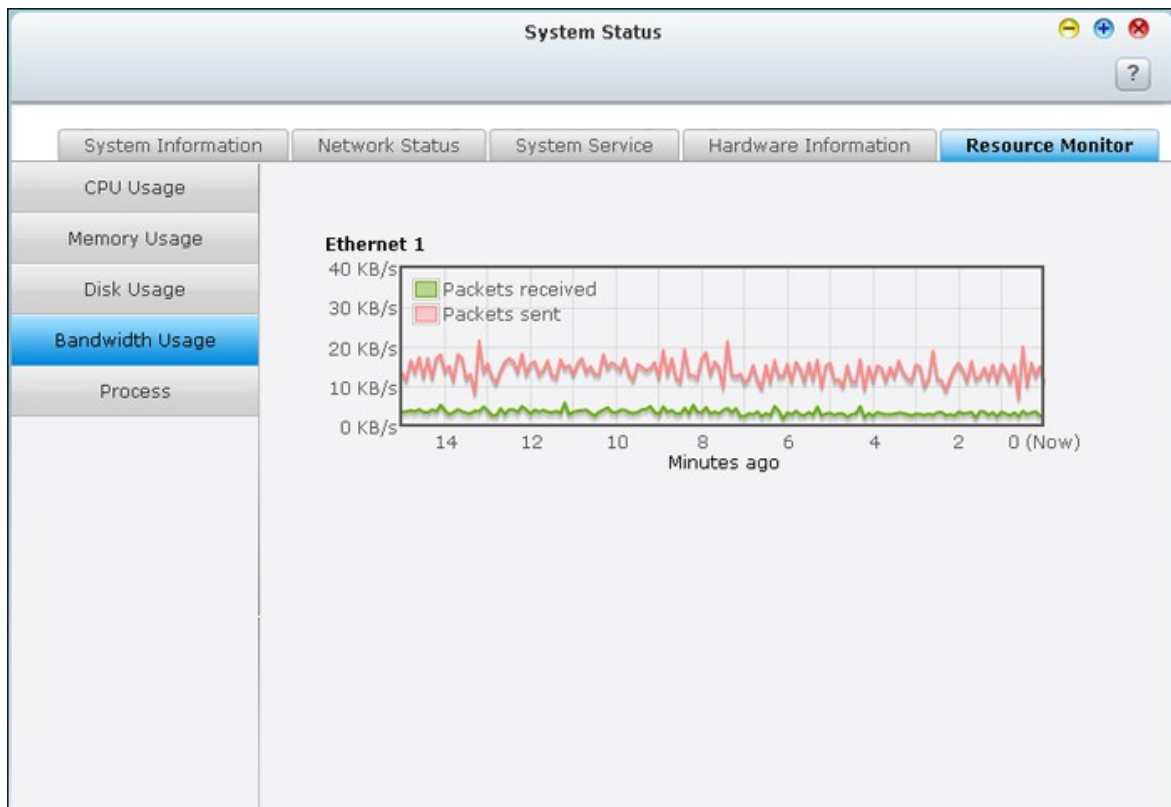 System Status
?
System Information Network Status System Service Hardware Information Resource Monitor
CPU Usage
Memory Usage
Disk Usage
Bandwidth Usage
Process
Ethernet 1
40 KB/s
30 KB/s
20 KB/s
10 KB/s
0 KB/s
Packets received
Packets sent
14 12 10 8 6 4 2 0 (Now)
Minutes ago